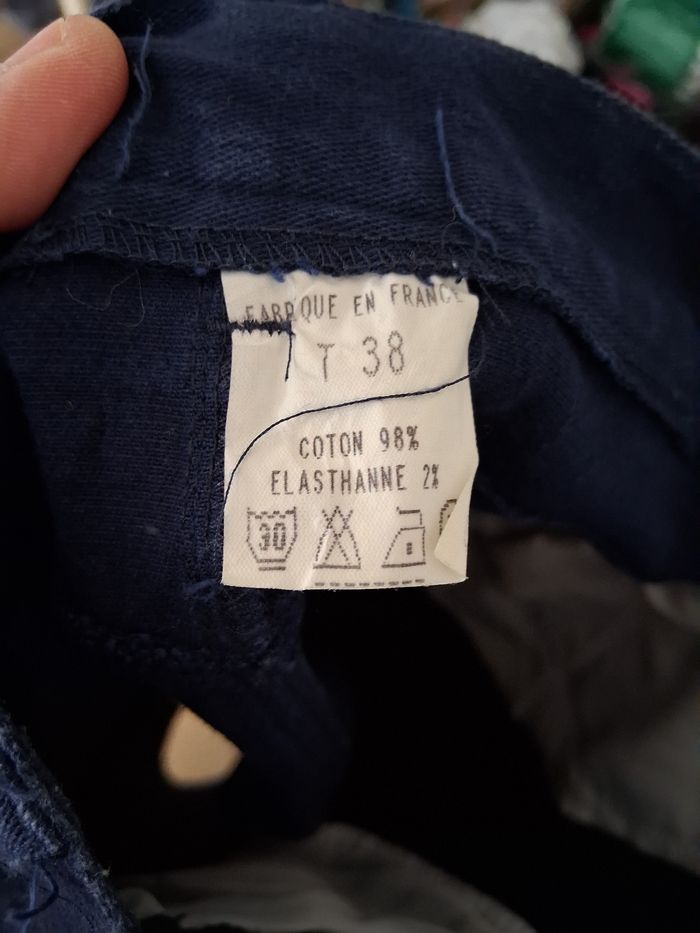 FABRIQUE EN FRANCE
T 38
COTON 98%
ELASTHANNE 2%
30